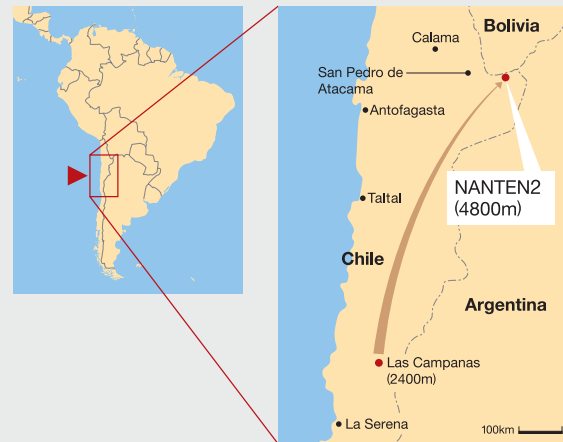 Bolivia
Calama
San Pedro de
Atacama
Antofagasta
NANTEN2
(4800m)
Taltal
Chile
Argentina
Las Campanas
(2400m)
La Serena
100km